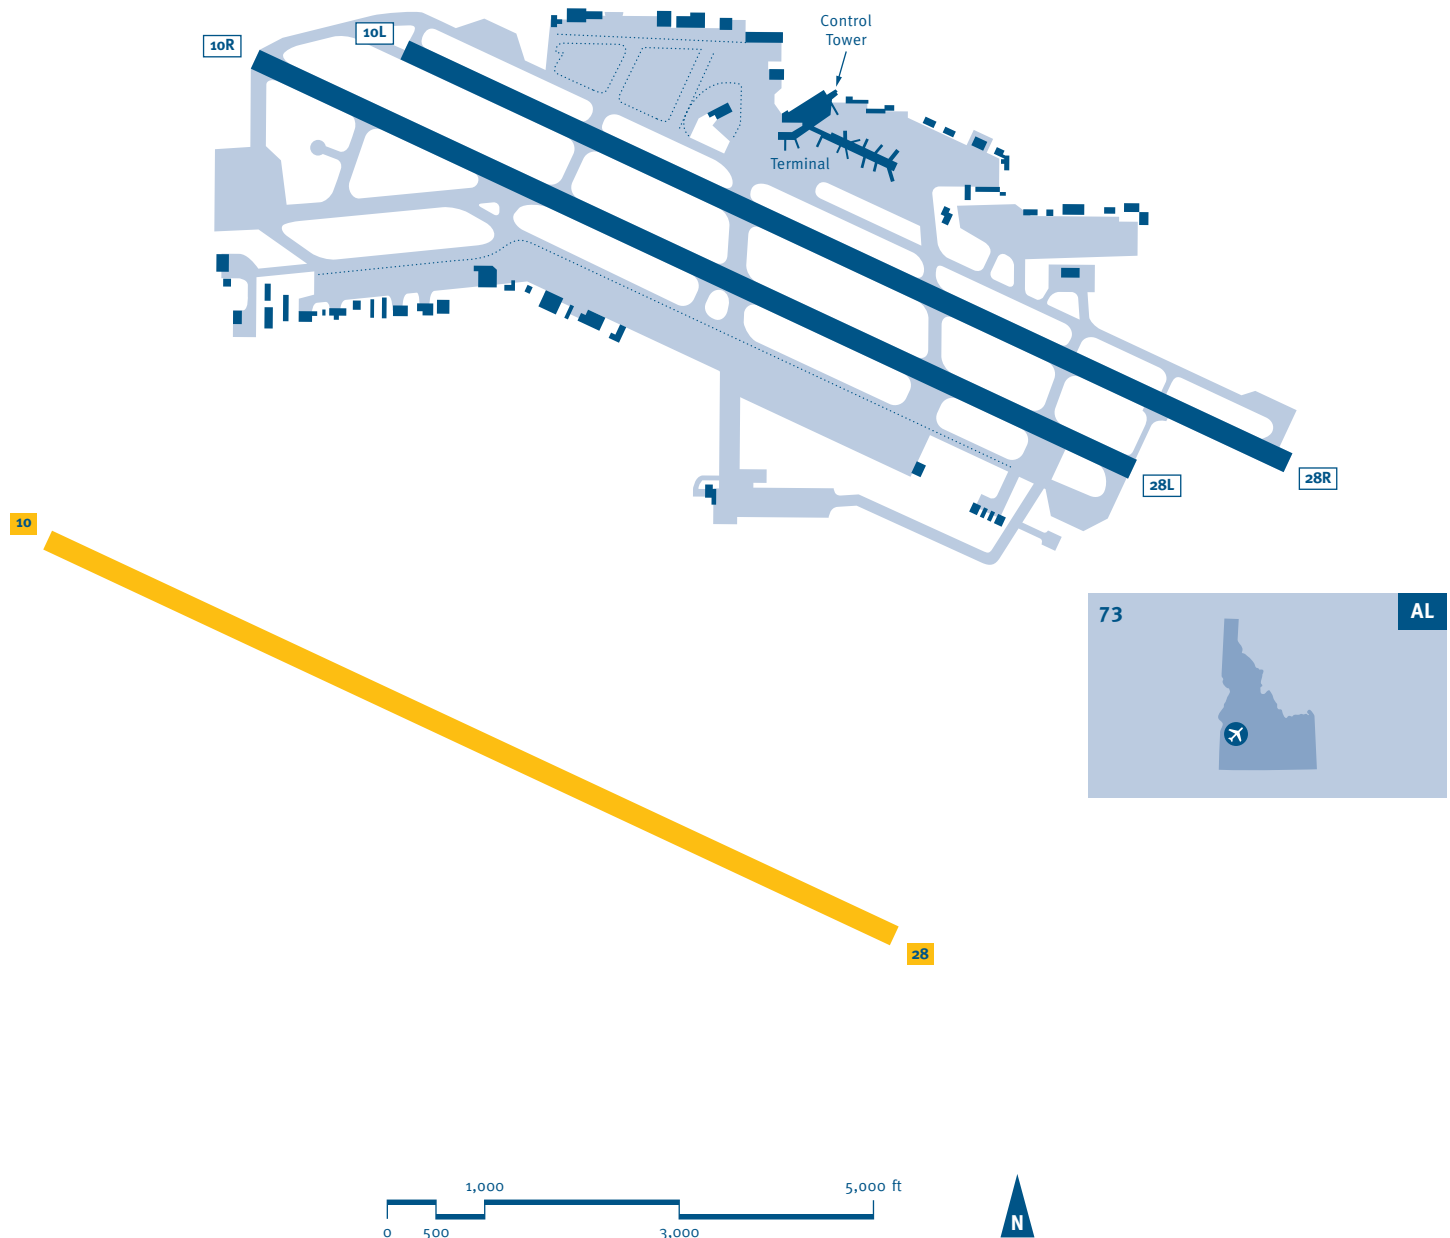 Control
Tower
10L
10R
Terminal
28R
28L
10
73
AL
28
1,000
5,000 ft
0
500
3,000
N